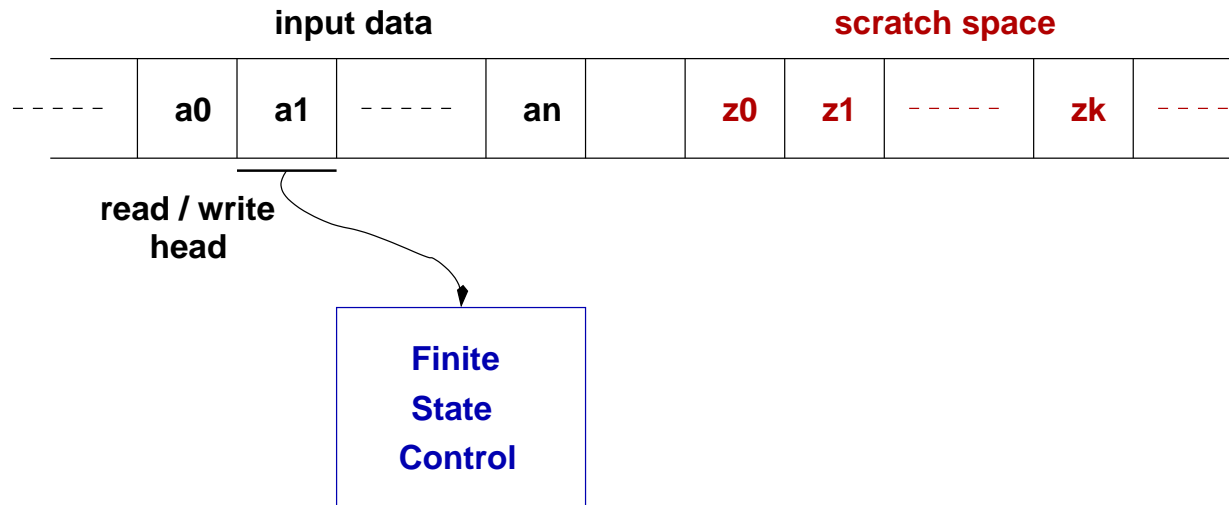 input data scratch space
a0 a1 an z0 z1 zk
read / write
head
Finite
State
Control